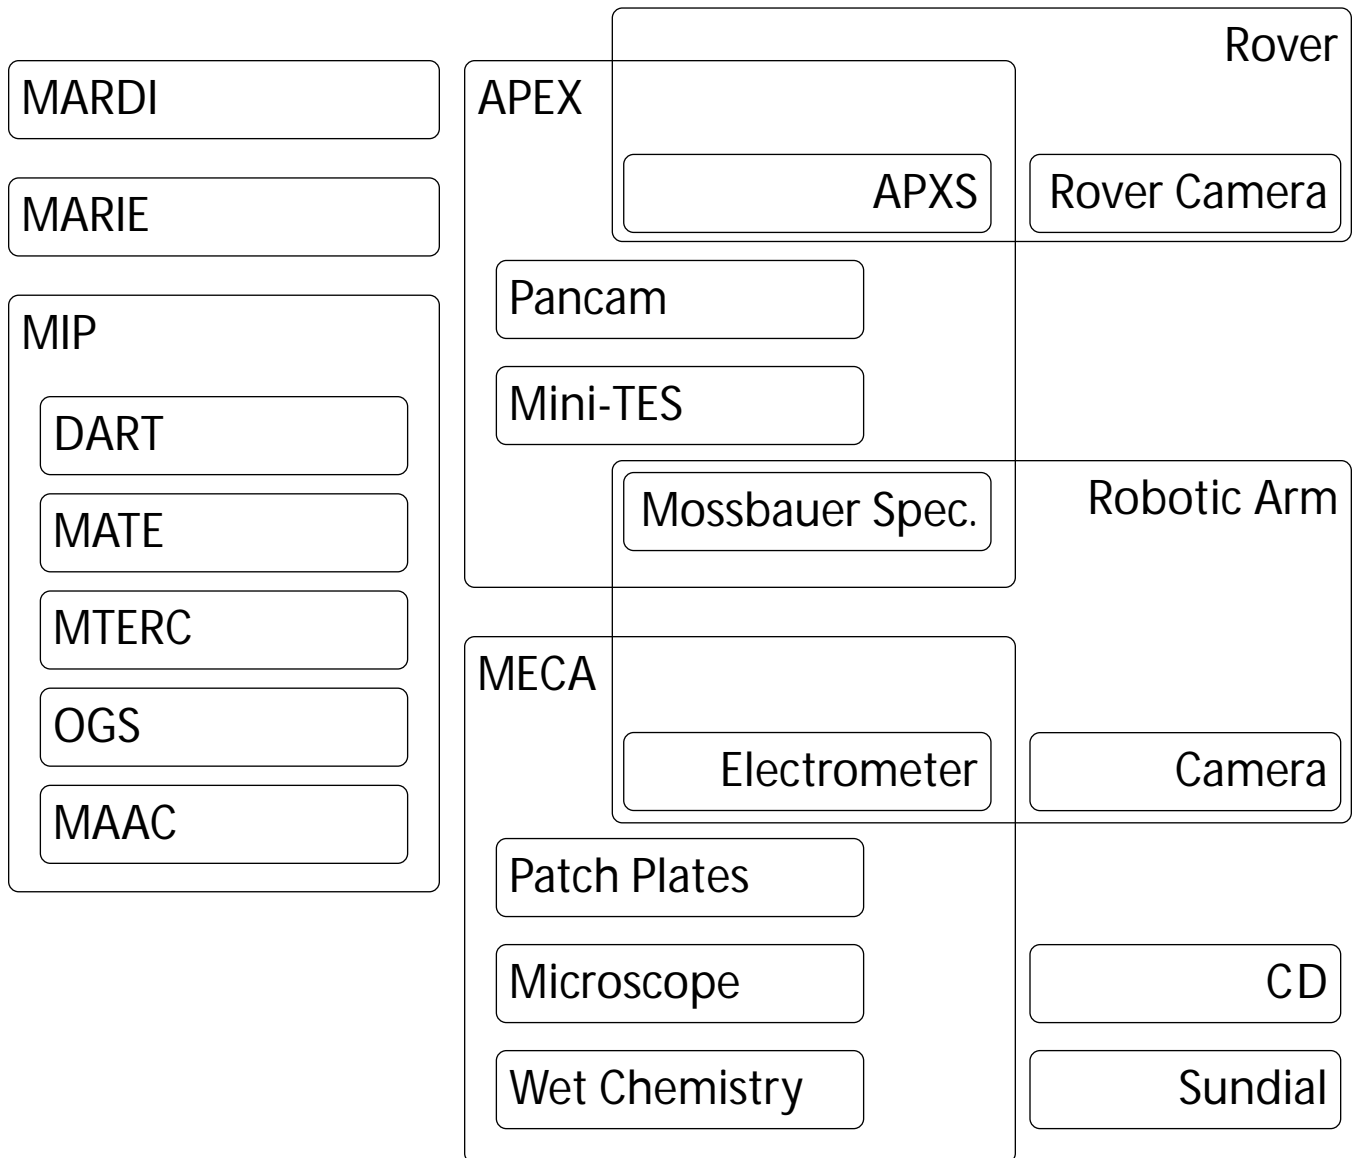 MARDI
MARIE
MIP
DART
MATE
MTERC
OGS
MAAC
APEX
Rover
APXS
Rover Camera
Pancam
Mini-TES
Mossbauer Spec.
Robotic Arm
MECA
Electrometer
Camera
Patch Plates
Microscope
Wet Chemistry
CD
Sundial